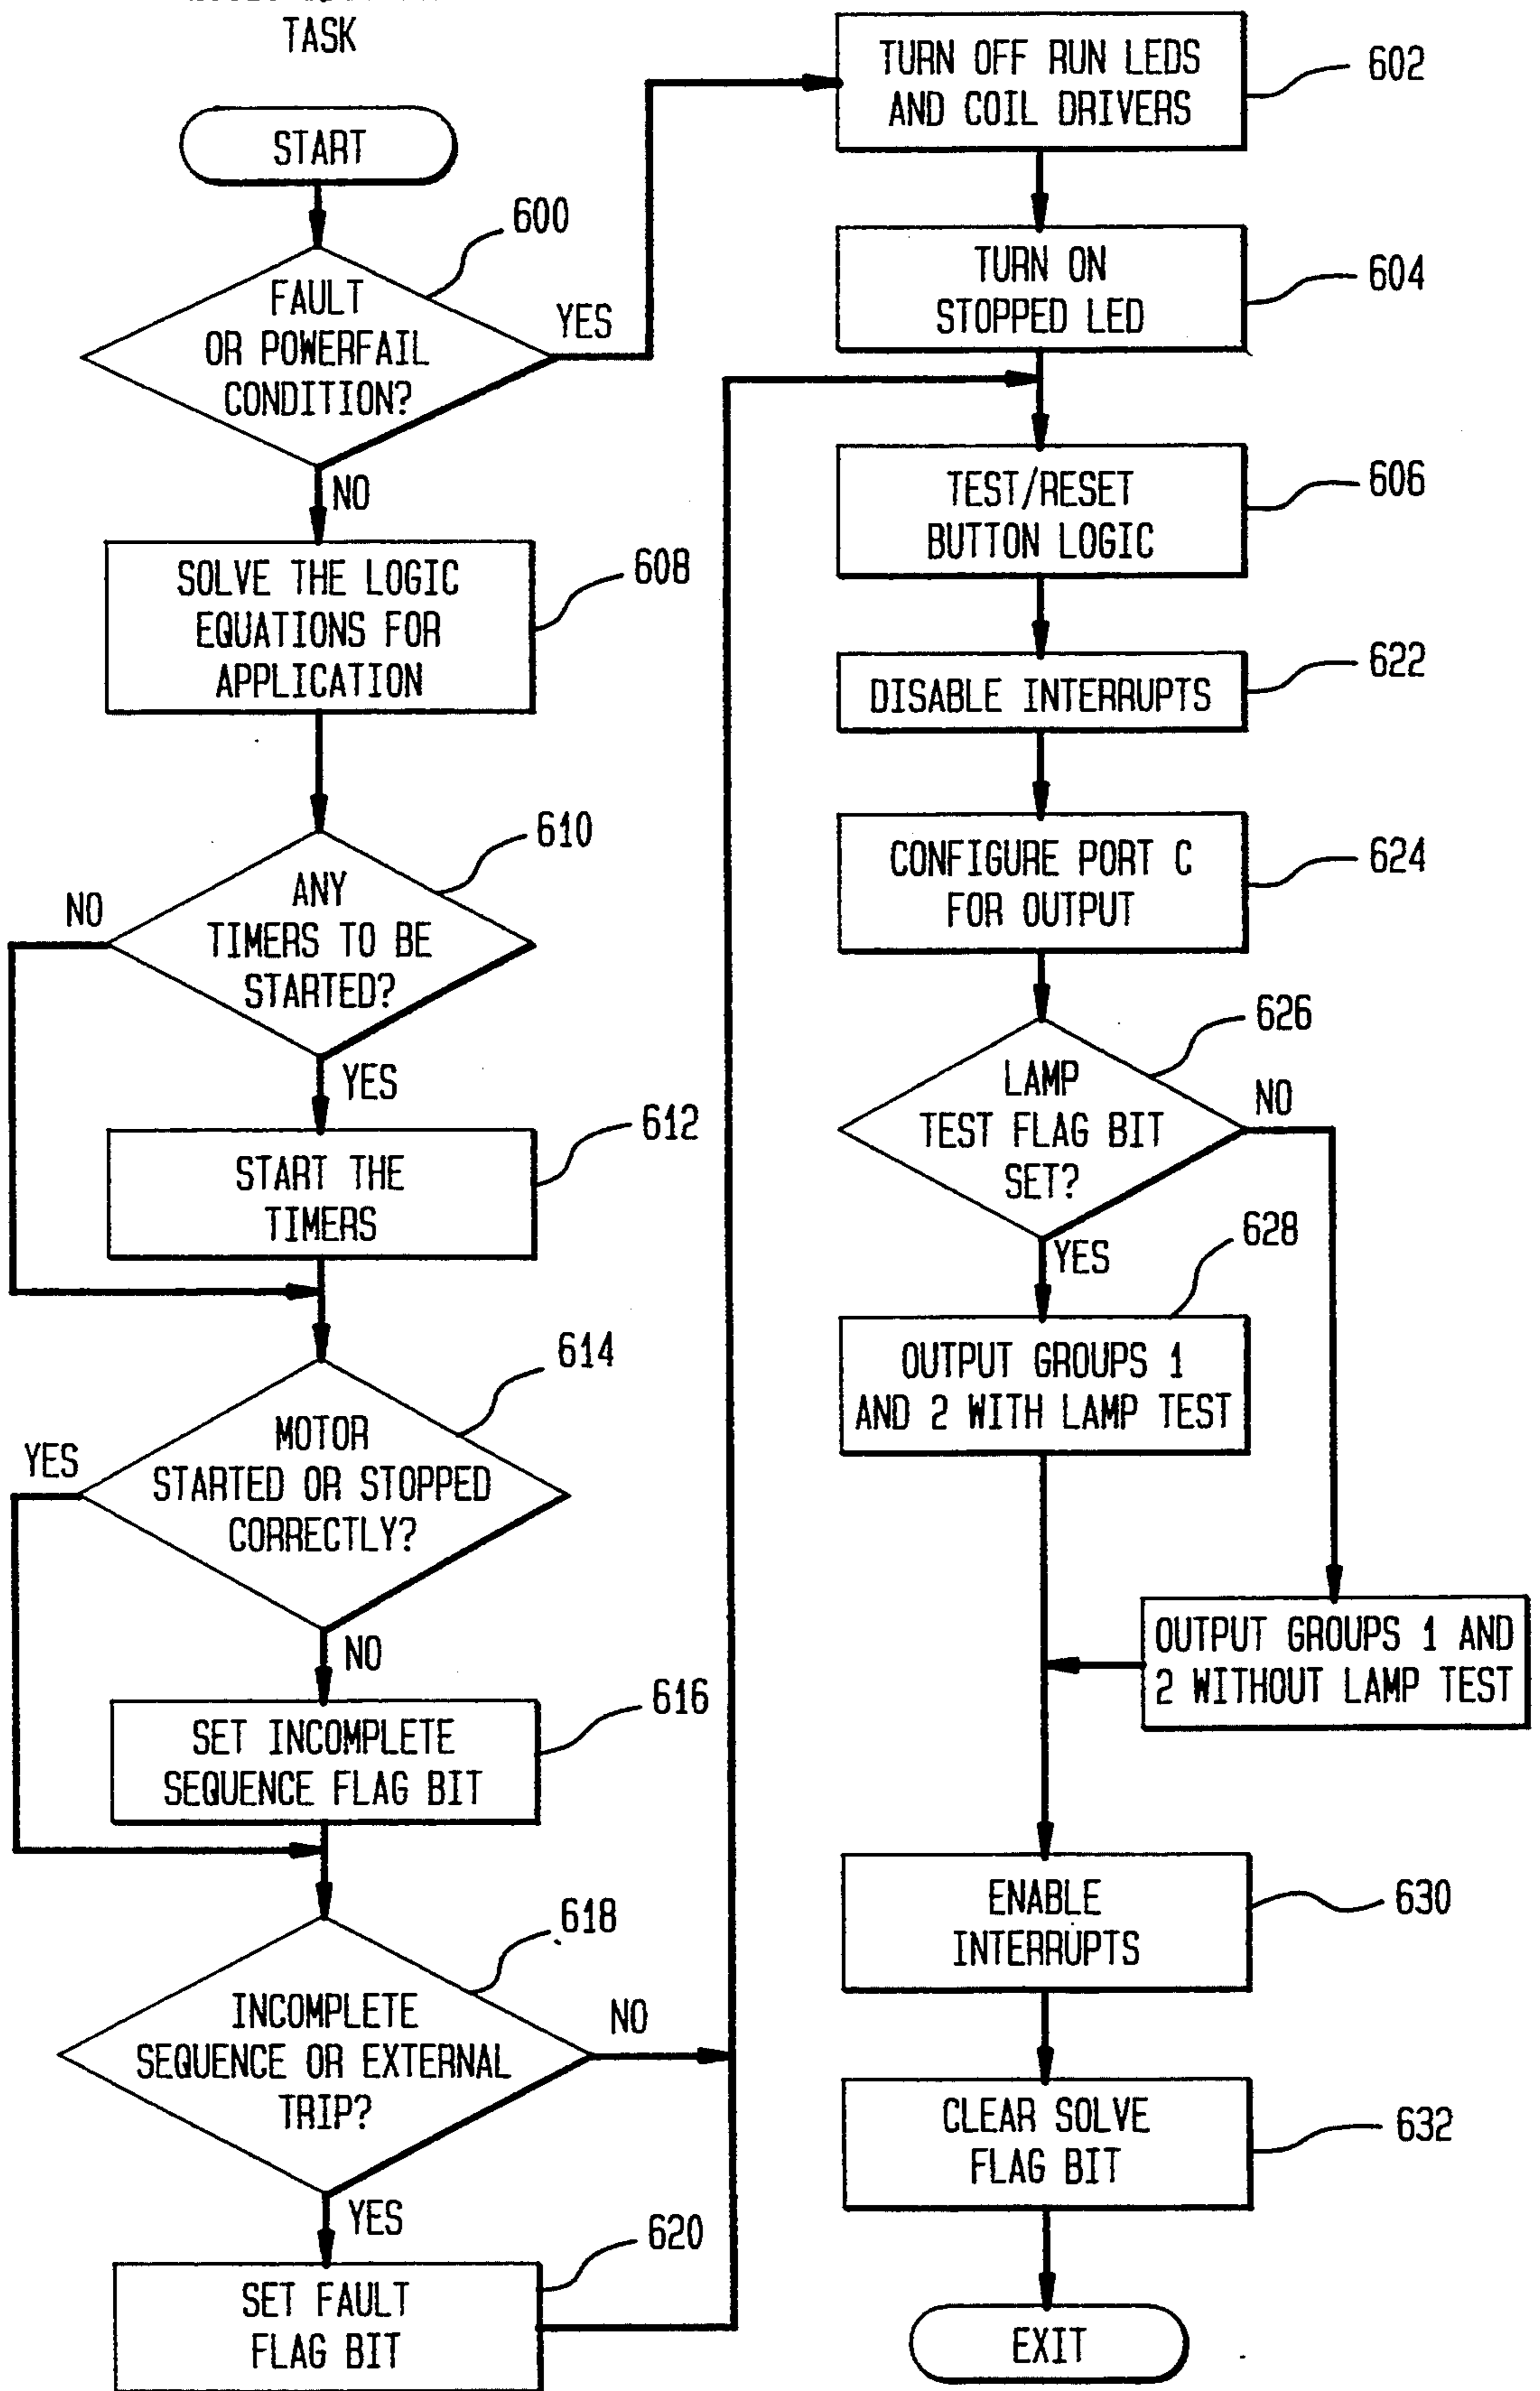 TASK
START
600
FAULT
OR POWERFAIL
CONDITION?
YES
NO
SOLVE THE LOGIC
EQUATIONS FOR
APPLICATION
608
610
ANY
TIMERS TO BE
STARTED?
NO
YES
START THE
TIMERS
612
614
MOTOR
STARTED OR STOPPED
CORRECTLY?
YES
NO
SET INCOMPLETE
SEQUENCE FLAG BIT
616
618
INCOMPLETE
SEQUENCE OR EXTERNAL
TRIP?
NO
YES
620
SET FAULT
FLAG BIT
TURN OFF RUN LEDS
AND COIL DRIVERS
602
TURN ON
STOPPED LED
604
TEST/RESET
BUTTON LOGIC
606
DISABLE INTERRUPTS
622
CONFIGURE PORT C
FOR OUTPUT
624
626
LAMP
TEST FLAG BIT
SET?
NO
YES
628
OUTPUT GROUPS 1
AND 2 WITH LAMP TEST
OUTPUT GROUPS 1 AND
2 WITHOUT LAMP TEST
ENABLE
INTERRUPTS
630
CLEAR SOLVE
FLAG BIT
632
EXIT